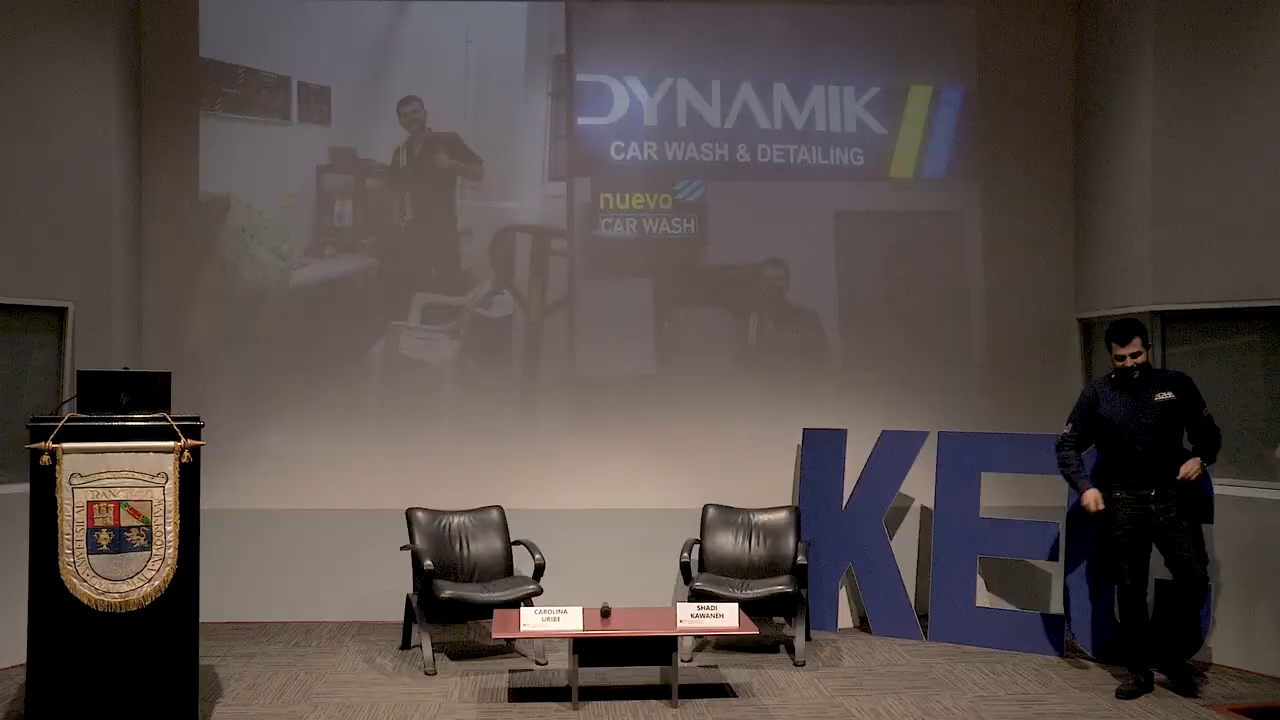 DYNAMIK
CAR WASH & DETAILING
nuevo
CAR WASH
KE
CAROLINA
URIBE
SHADI
KAWANEH